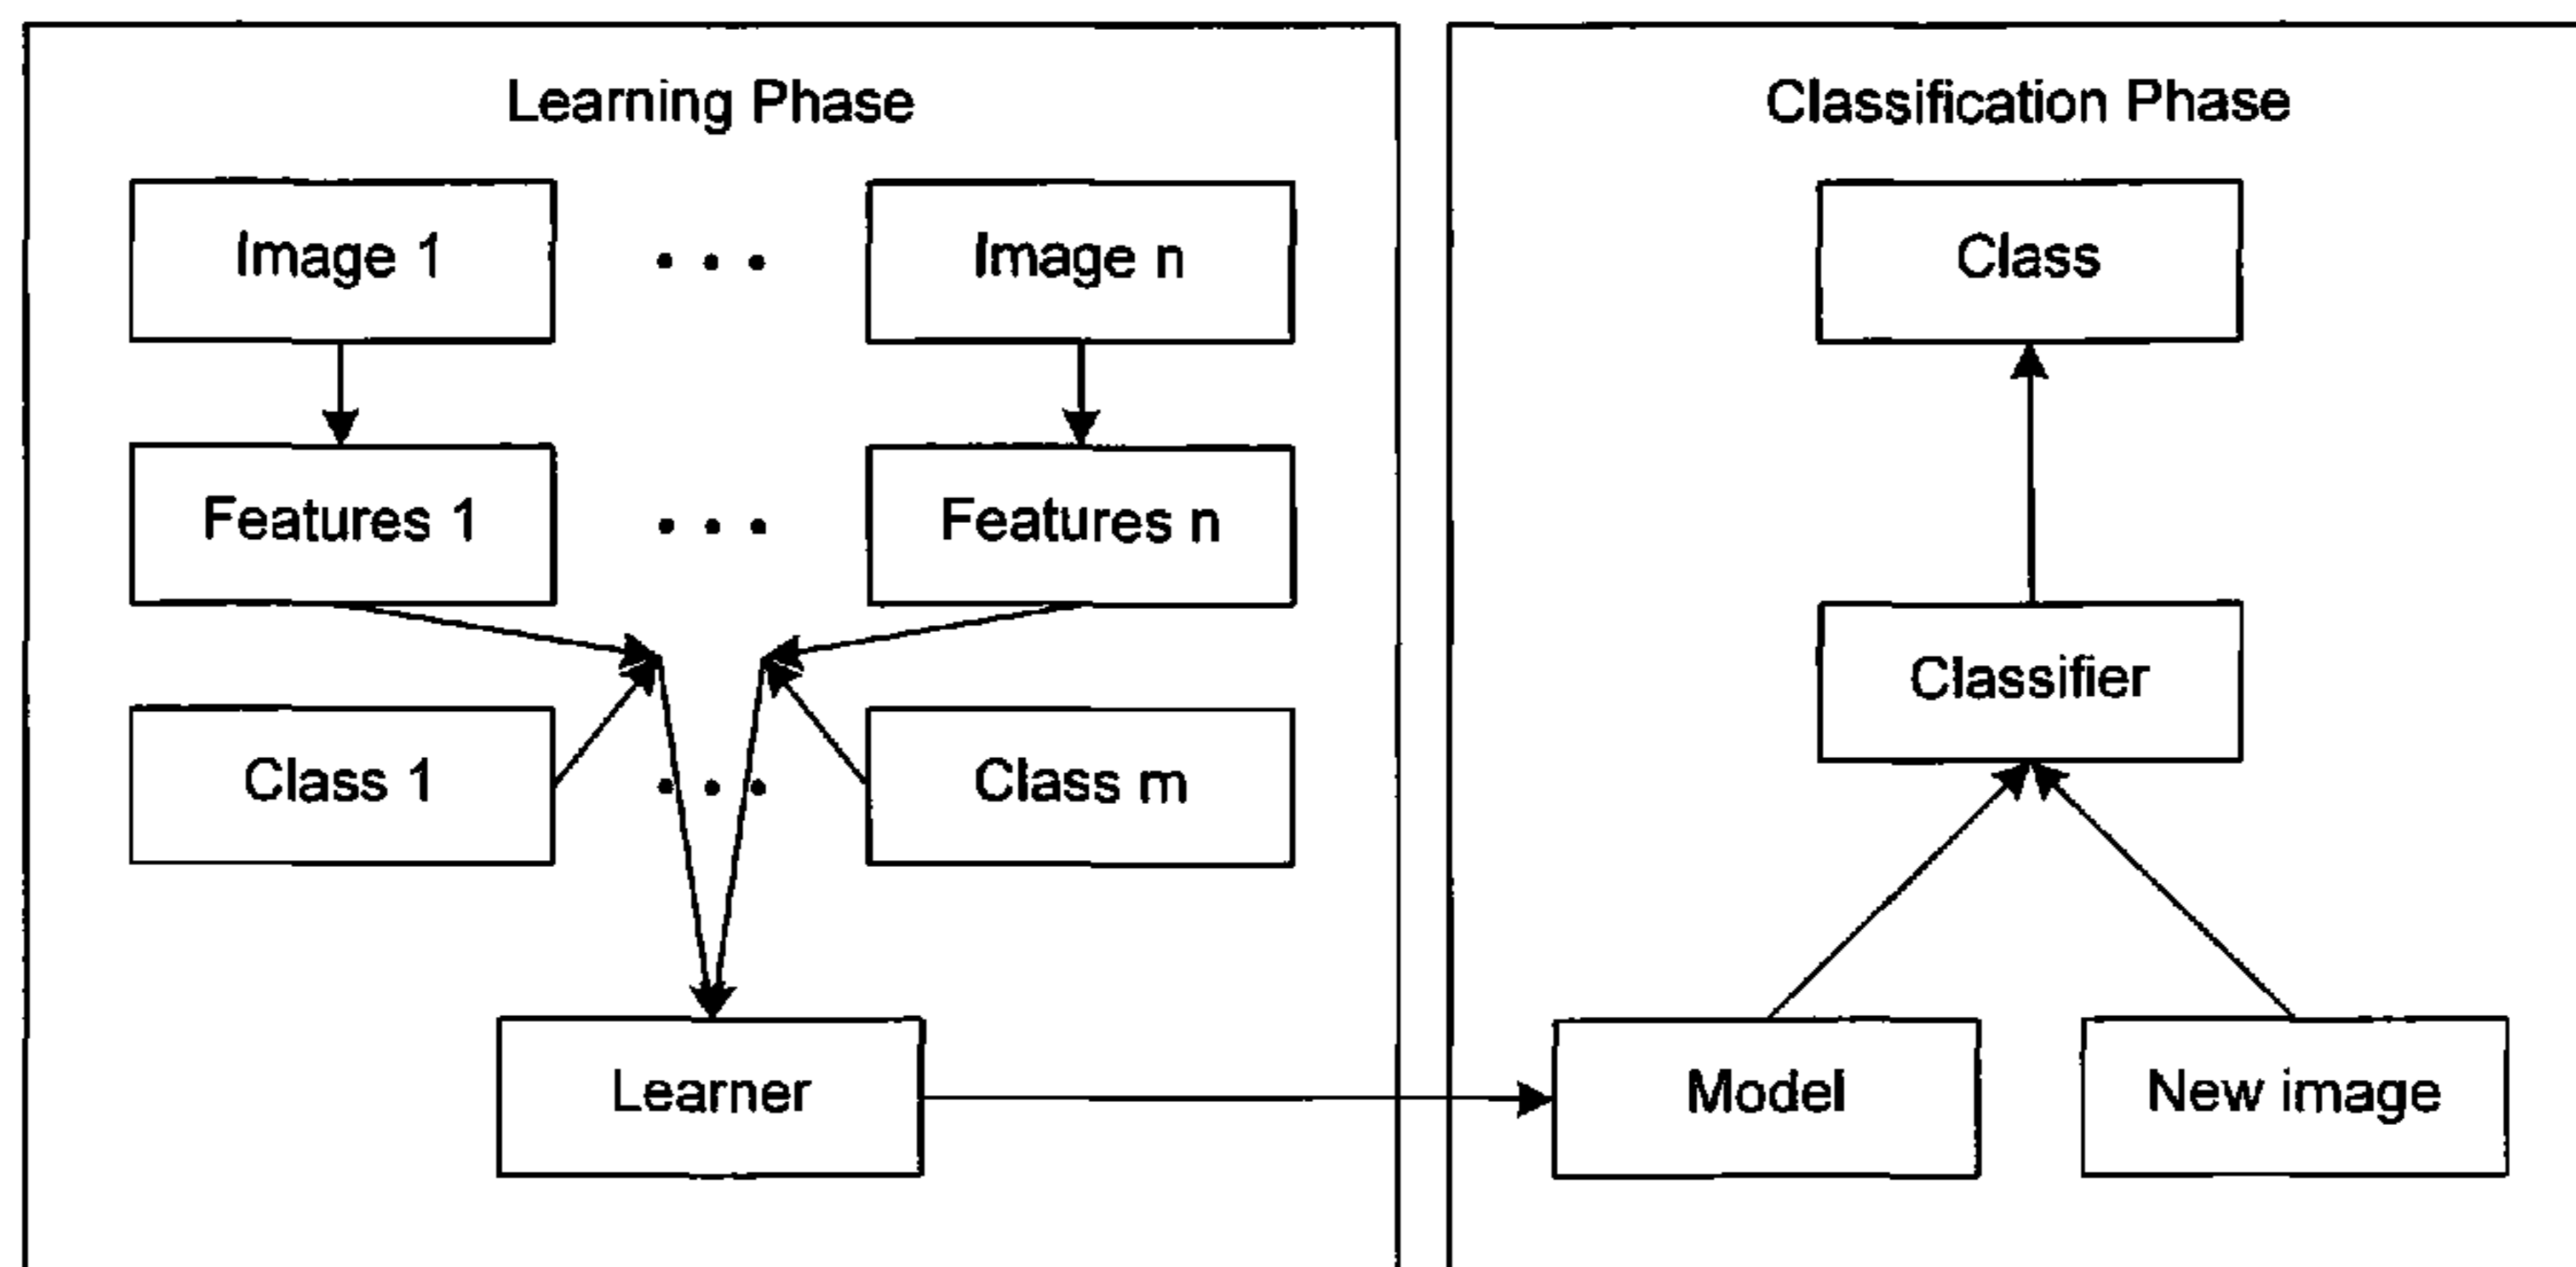 Learning Phase
Image 1
. . .
Image n
Features 1
. . .
Features n
Class 1
. . .
Class m
Learner
Classification Phase
Class
Classifier
Model
New image